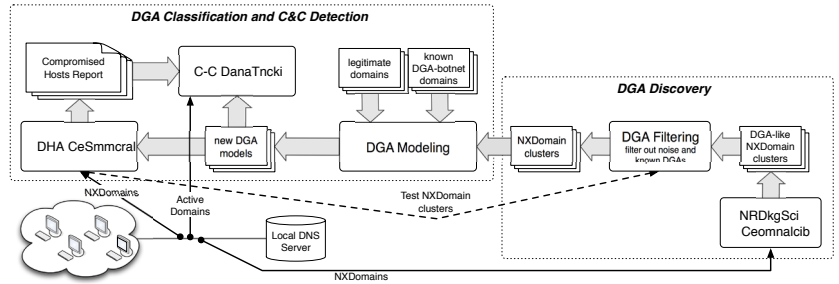 DGA Classification and C&C Detection
Compromised
Hosts Report
C-C DanaTncki
legitimate
domains
known
DGA-botnet
domains
DGA Discovery
DHA CeSmmcral
new DGA
models
DGA Modeling
NXDomain
clusters
DGA Filtering
filter out noise and
known DGAs
DGA-like
NXDomain
clusters
NXDomains
Active
Domains
Test NXDomain
clusters
NRDkgSci
Ceomnalcib
Local DNS
Server
NXDomains